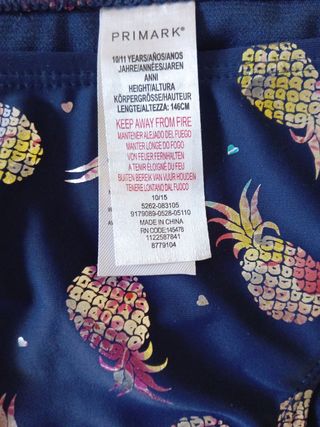 PRIMARK®
10/11 YEARS/AÑOS/ANOS
JAHRE/ANNÉES/JAREN
ANNI
HEIGHT/ALTURA
KÖRPERGRÖSSE/HAUTEUR
LENGTE/ALTEZZA: 146CM
KEEP AWAY FROM FIRE
MANTENER ALEJADO DEL FUEGO
MANTER LONGE DO FOGO
VON FEUER FERNHALTEN
A TENIR ÉLOIGNÉ DU FEU
BUITEN BEREIK VAN VUUR HOUDEN
TENERE LONTANO DAL FUOCO
10/15
5262-083105
9179089-0528-05110
MADE IN CHINA
RN CODE:145478
1122587841
8779104